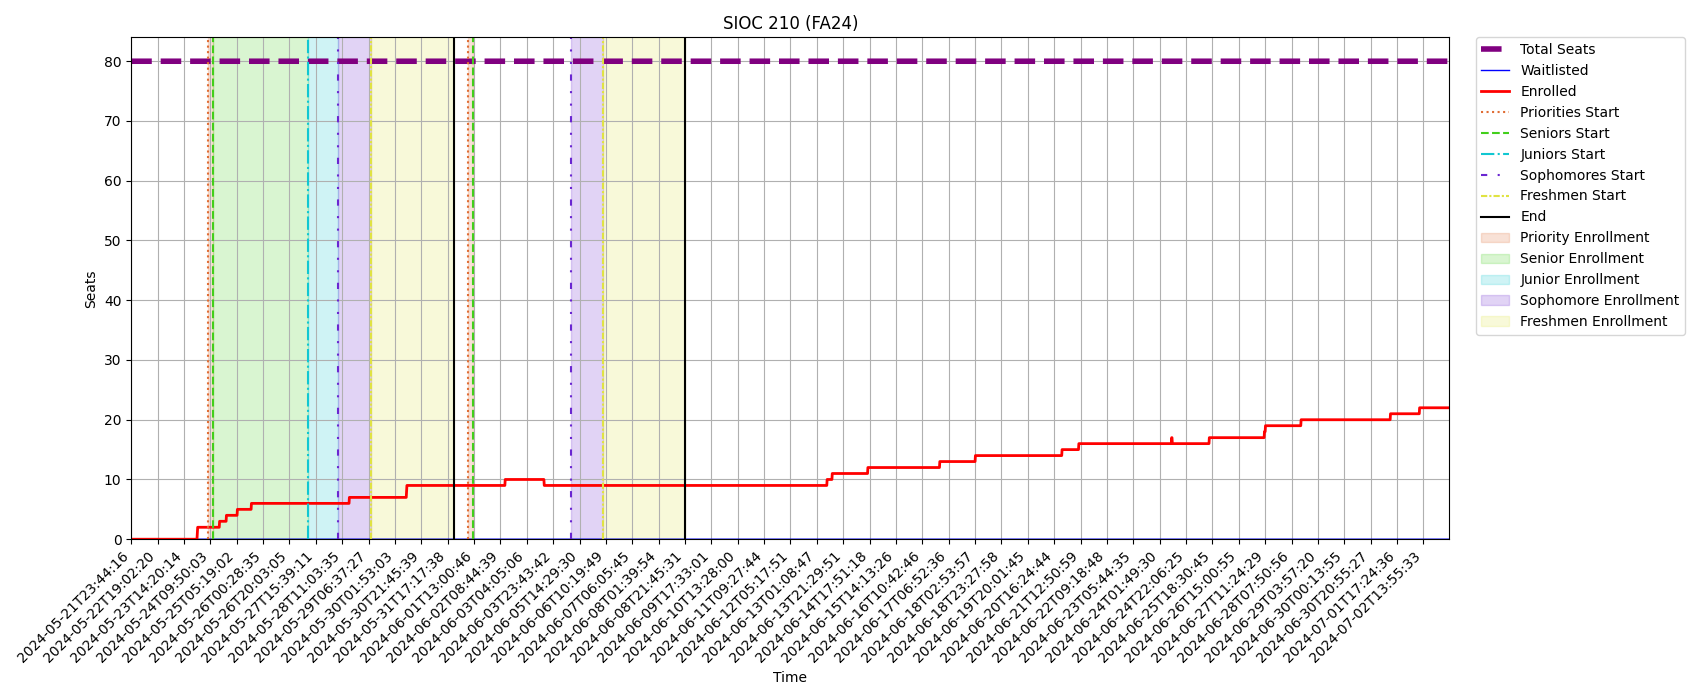 SIOC 210 (FA24)
Seats
80
70
60
50
40
30
20
10
0
2024-05-21T23:44:16
2024-05-22T19:02:20
2024-05-23T14:20:14
2024-05-24T09:50:03
2024-05-25T05:19:02
2024-05-26T00:28:35
2024-05-26T20:03:05
2024-05-27T15:39:11
2024-05-28T11:03:35
2024-05-29T06:37:27
2024-05-30T01:53:03
2024-05-30T21:45:39
2024-05-31T17:17:38
2024-06-01T13:00:46
2024-06-02T08:44:39
2024-06-03T04:05:06
2024-06-03T23:43:42
2024-06-05T14:29:30
2024-06-06T10:19:49
2024-06-07T06:05:45
2024-06-08T01:39:54
2024-06-08T21:45:31
2024-06-09T17:33:01
2024-06-10T13:28:00
2024-06-11T09:27:44
2024-06-12T05:17:51
2024-06-13T01:08:47
2024-06-13T21:29:51
2024-06-14T17:51:18
2024-06-15T14:13:26
2024-06-16T10:42:46
2024-06-17T06:52:36
2024-06-18T02:53:57
2024-06-18T23:27:58
2024-06-19T20:01:45
2024-06-20T16:24:44
2024-06-21T12:50:59
2024-06-22T09:18:48
2024-06-23T05:44:35
2024-06-24T01:49:30
2024-06-24T22:06:25
2024-06-25T18:30:45
2024-06-26T15:00:55
2024-06-27T11:24:29
2024-06-28T07:50:56
2024-06-29T03:57:20
2024-06-30T00:13:55
2024-06-30T20:55:27
2024-07-01T17:24:36
2024-07-02T13:55:33
Time
Total Seats
Waitlisted
Enrolled
Priorities Start
Seniors Start
Juniors Start
Sophomores Start
Freshmen Start
End
Priority Enrollment
Senior Enrollment
Junior Enrollment
Sophomore Enrollment
Freshmen Enrollment